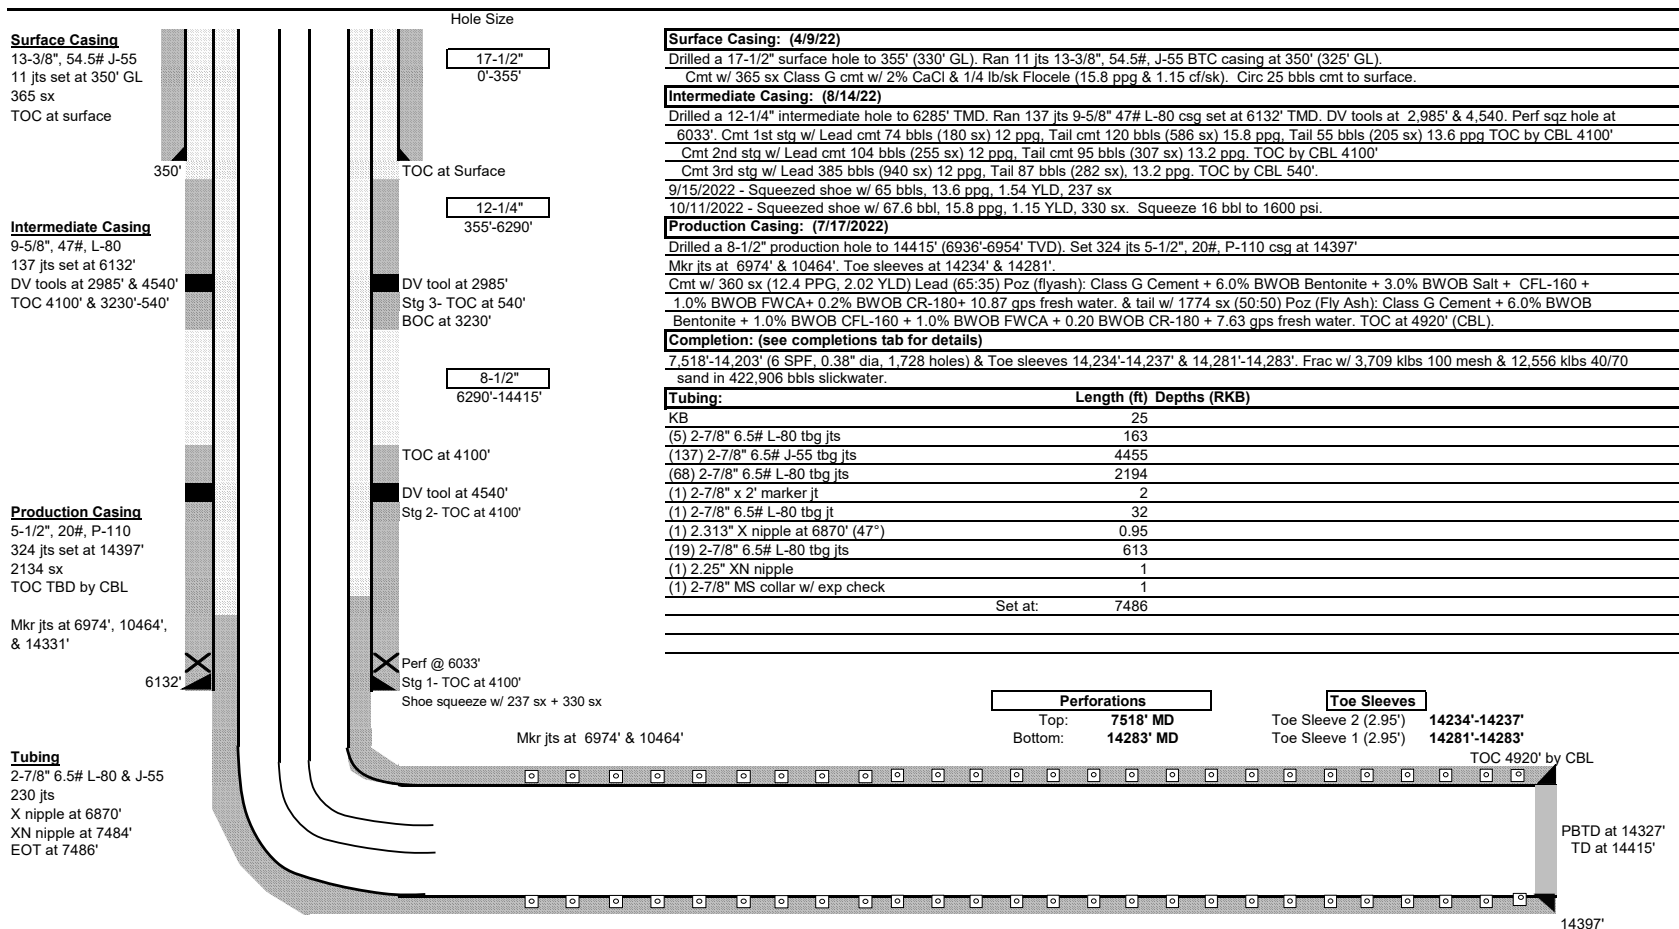 Hole Size
Surface Casing
13-3/8", 54.5# J-55
11 jts set at 350' GL
365 sx
TOC at surface
350'
Intermediate Casing
9-5/8", 47#, L-80
137 jts set at 6132'
DV tools at 2985' & 4540'
TOC 4100' & 3230'-540'
Production Casing
5-1/2", 20#, P-110
324 jts set at 14397'
2134 sx
TOC TBD by CBL
Mkr jts at 6974', 10464',
& 14331'
6132'
Tubing
2-7/8" 6.5# L-80 & J-55
230 jts
X nipple at 6870'
XN nipple at 7484'
EOT at 7486'
17-1/2"
0'-355'
TOC at Surface
12-1/4"
355'-6290'
DV tool at 2985'
Stg 3- TOC at 540'
BOC at 3230'
8-1/2"
6290'-14415'
TOC at 4100'
DV tool at 4540'
Stg 2- TOC at 4100'
Perf @ 6033'
Stg 1- TOC at 4100'
Shoe squeeze w/ 237 sx + 330 sx
Mkr jts at  6974' & 10464'
Surface Casing:  (4/9/22)
Drilled a 17-1/2" surface hole to 355' (330' GL). Ran 11 jts 13-3/8", 54.5#, J-55 BTC casing at 350' (325' GL).
Cmt w/ 365 sx Class G cmt w/ 2% CaCl & 1/4 lb/sk Flocele (15.8 ppg & 1.15 cf/sk).  Circ 25 bbls cmt to surface.
Intermediate Casing:  (8/14/22)
Drilled a 12-1/4" intermediate hole to 6285' TMD. Ran 137 jts 9-5/8" 47# L-80 csg set at 6132' TMD. DV tools at  2,985' & 4,540. Perf sqz hole at
6033'. Cmt 1st stg w/ Lead cmt 74 bbls (180 sx) 12 ppg, Tail cmt 120 bbls (586 sx) 15.8 ppg, Tail 55 bbls (205 sx) 13.6 ppg TOC by CBL 4100'
Cmt 2nd stg w/ Lead cmt 104 bbls (255 sx) 12 ppg, Tail cmt 95 bbls (307 sx) 13.2 ppg. TOC by CBL 4100'
Cmt 3rd stg w/ Lead 385 bbls (940 sx) 12 ppg, Tail 87 bbls (282 sx), 13.2 ppg. TOC by CBL 540'.
9/15/2022 - Squeezed shoe w/ 65 bbls, 13.6 ppg, 1.54 YLD, 237 sx
10/11/2022 - Squeezed shoe w/ 67.6 bbl, 15.8 ppg, 1.15 YLD, 330 sx.  Squeeze 16 bbl to 1600 psi.
Production Casing: (7/17/2022)
Drilled a 8-1/2" production hole to 14415' (6936'-6954' TVD). Set 324 jts 5-1/2", 20#, P-110 csg at 14397'
Mkr jts at  6974' & 10464'. Toe sleeves at 14234' & 14281'.
Cmt w/ 360 sx (12.4 PPG, 2.02 YLD) Lead (65:35) Poz (flyash): Class G Cement + 6.0% BWOB Bentonite + 3.0% BWOB Salt +  CFL-160 +
1.0% BWOB FWCA+ 0.2% BWOB CR-180+ 10.87 gps fresh water. & tail w/ 1774 sx (50:50) Poz (Fly Ash): Class G Cement + 6.0% BWOB
Bentonite + 1.0% BWOB CFL-160 + 1.0% BWOB FWCA + 0.20 BWOB CR-180 + 7.63 gps fresh water. TOC at 4920' (CBL).
Completion: (see completions tab for details)
7,518'-14,203' (6 SPF, 0.38" dia, 1,728 holes) & Toe sleeves 14,234'-14,237' & 14,281'-14,283'. Frac w/ 3,709 klbs 100 mesh & 12,556 klbs 40/70
sand in 422,906 bbls slickwater.
Tubing: Length (ft) Depths (RKB)
KB 25
(5) 2-7/8" 6.5# L-80 tbg jts 163
(137) 2-7/8" 6.5# J-55 tbg jts 4455
(68) 2-7/8" 6.5# L-80 tbg jts 2194
(1) 2-7/8" x 2' marker jt 2
(1) 2-7/8" 6.5# L-80 tbg jt 32
(1) 2.313" X nipple at 6870' (47°) 0.95
(19) 2-7/8" 6.5# L-80 tbg jts 613
(1) 2.25" XN nipple 1
(1) 2-7/8" MS collar w/ exp check 1
Set at: 7486
Perforations
Top: 7518' MD
Bottom: 14283' MD
Toe Sleeves
Toe Sleeve 2 (2.95') 14234'-14237'
Toe Sleeve 1 (2.95') 14281'-14283'
TOC 4920' by CBL
PBTD at 14327'
TD at 14415'
14397'